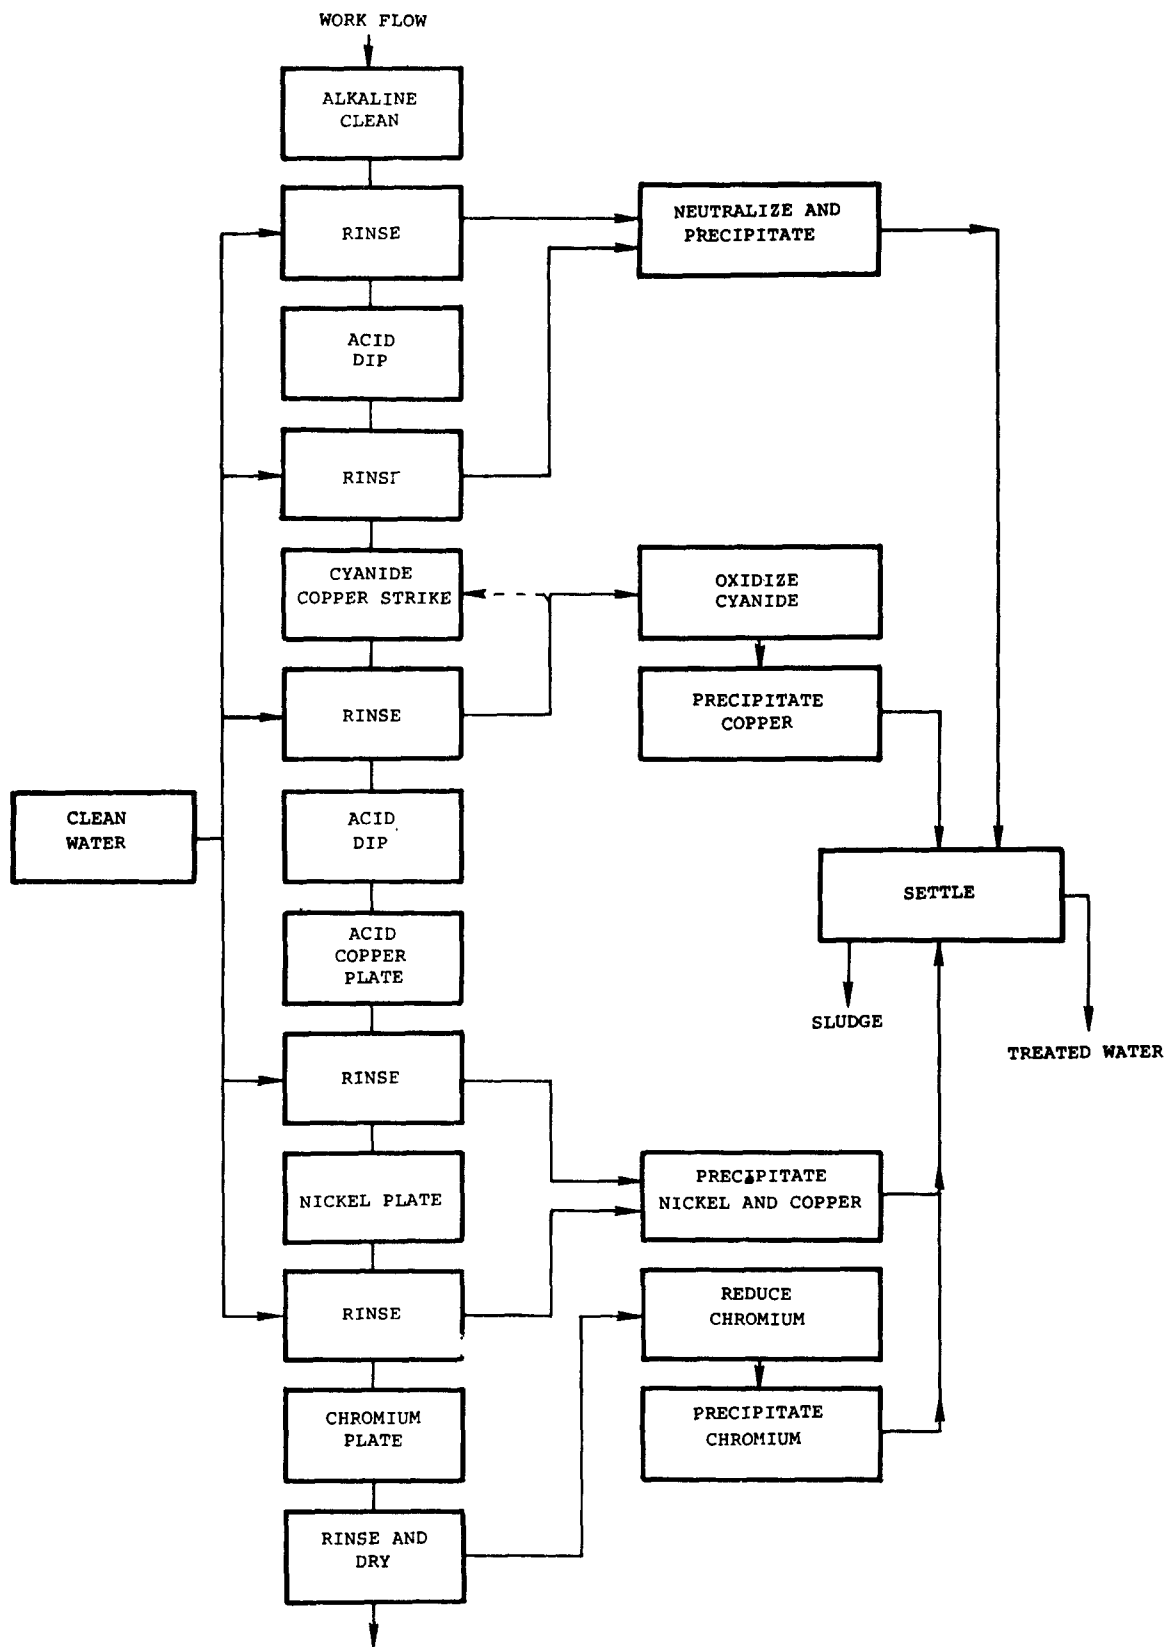 WORK FLOW
ALKALINE
CLEAN
RINSE
NEUTRALIZE AND
PRECIPITATE
ACID
DIP
RINSE
CYANIDE
COPPER STRIKE
OXIDIZE
CYANIDE
RINSE
PRECIPITATE
COPPER
CLEAN
WATER
ACID
DIP
SETTLE
ACID
COPPER
PLATE
SLUDGE
TREATED WATER
RINSE
NICKEL PLATE
PRECIPITATE
NICKEL AND COPPER
RINSE
REDUCE
CHROMIUM
CHROMIUM
PLATE
PRECIPITATE
CHROMIUM
RINSE AND
DRY